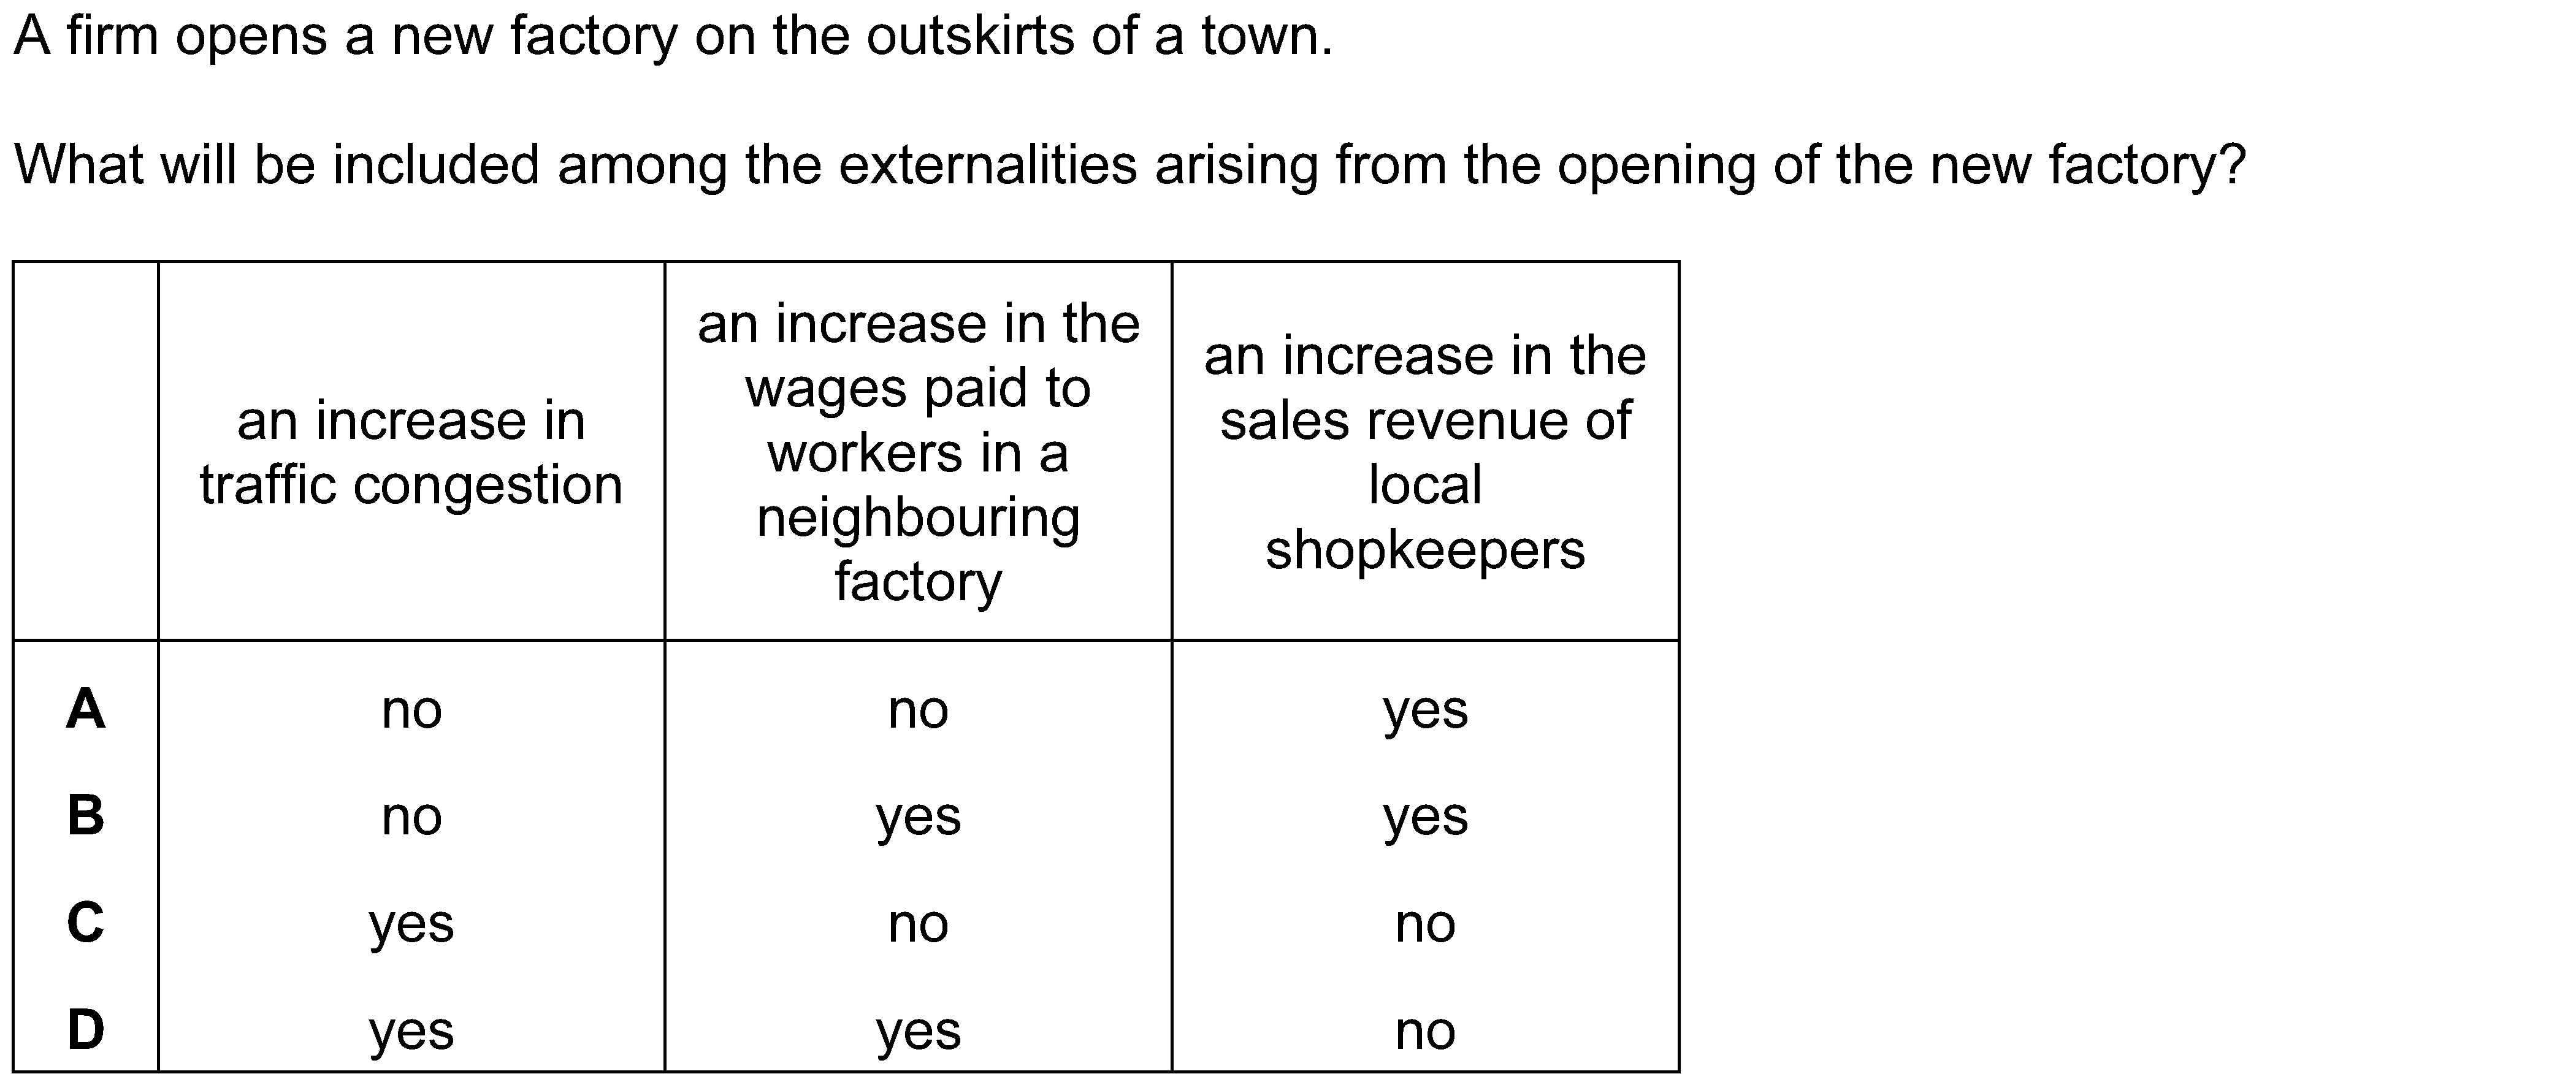 A firm opens a new factory on the outskirts of a town.
What will be included among the externalities arising from the opening of the new factory?
an increase in
traffic congestion
an increase in the
wages paid to
workers in a
neighbouring
factory
an increase in the
sales revenue of
local
shopkeepers
A no no yes
B no yes yes
C yes no no
D yes yes no